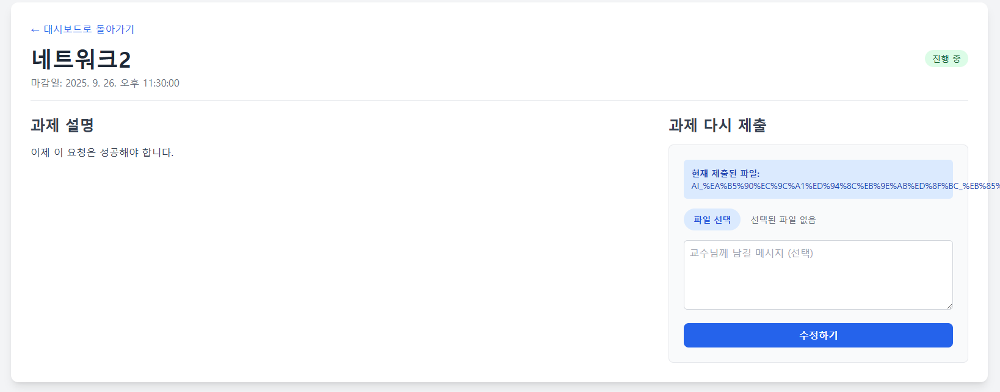 ← 대시보드로 돌아가기
네트워크2
진행 중
마감일: 2025. 9. 26. 오후 11:30:00
과제 설명
이제 이 요청은 성공해야 합니다.
과제 다시 제출
현재 제출된 파일:
AI_%EA%B5%90%EC%9C%A1%ED%94%8C%EB%9E%AB%ED%8F%BC_%EB%85%
파일 선택 선택된 파일 없음
교수님께 남길 메시지 (선택)
수정하기